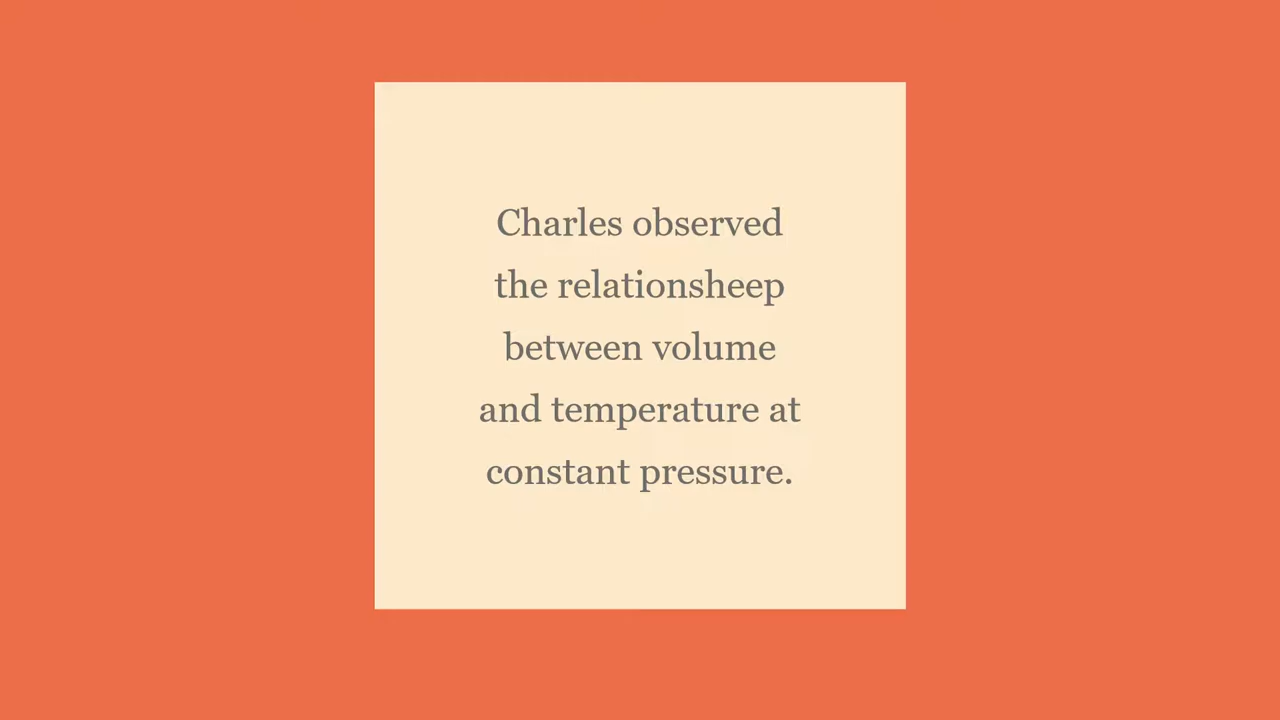 Charles observed
the relationsheep
between volume
and temperature at
constant pressure.